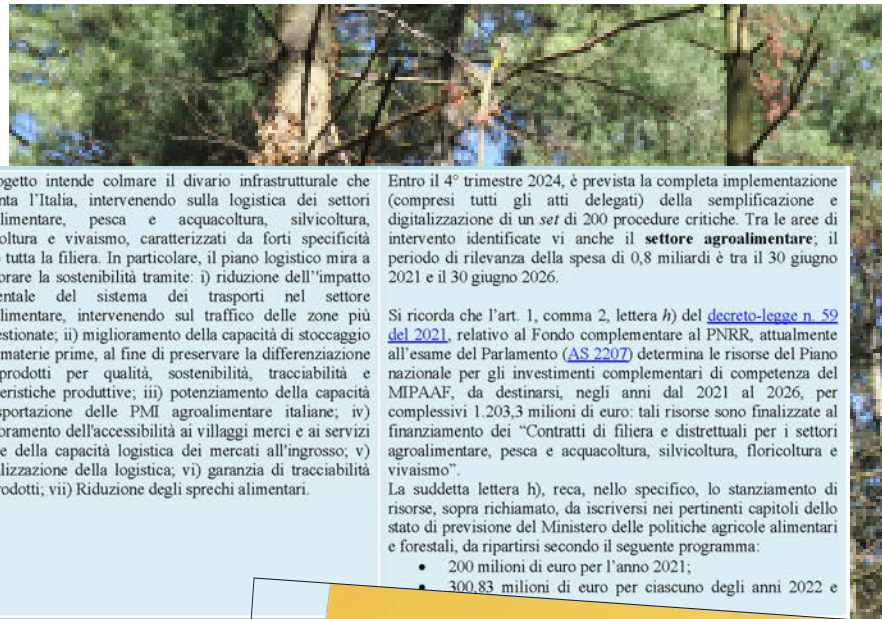 ogetto intende colmare il divario infrastrutturale che
nta l'Italia, intervenendo sulla logistica dei settori
limentare, pesca e acquacoltura, silvicoltura,
oltura e vivaismo, caratterizzati da forti specificità
tutta la filiera. In particolare, il piano logistico mira a
orare la sostenibilità tramite: i) riduzione dell''impatto
entale del sistema dei trasporti nel settore
limentare, intervenendo sul traffico delle zone più
estionate; ii) miglioramento della capacità di stoccaggio
materie prime, al fine di preservare la differenziazione
prodotti per qualità, sostenibilità, tracciabilità e
eristiche produttive; iii) potenziamento della capacità
sportazione delle PMI agroalimentare italiane; iv)
oramento dell'accessibilità ai villaggi merci e ai servizi
e della capacità logistica dei mercati all'ingrosso; v)
lizzazione della logistica; vi) garanzia di tracciabilità
rodotti; vii) Riduzione degli sprechi alimentari.
Entro il 4° trimestre 2024, è prevista la completa implementazione
(compresi tutti gli atti delegati) della semplificazione e
digitalizzazione di un set di 200 procedure critiche. Tra le aree di
intervento identificate vi anche il settore agroalimentare; il
periodo di rilevanza della spesa di 0,8 miliardi è tra il 30 giugno
2021 e il 30 giugno 2026.
Si ricorda che l'art. 1, comma 2, lettera h) del decreto-legge n. 59
del 2021, relativo al Fondo complementare al PNRR, attualmente
all'esame del Parlamento (AS 2207) determina le risorse del Piano
nazionale per gli investimenti complementari di competenza del
MIPAAF, da destinarsi, negli anni dal 2021 al 2026, per
complessivi 1.203,3 milioni di euro: tali risorse sono finalizzate al
finanziamento dei “Contratti di filiera e distrettuali per i settori
agroalimentare, pesca e acquacoltura, silvicoltura, floricoltura e
vivaismo”.
La suddetta lettera h), reca, nello specifico, lo stanziamento di
risorse, sopra richiamato, da iscriversi nei pertinenti capitoli dello
stato di previsione del Ministero delle politiche agricole alimentari
e forestali, da ripartirsi secondo il seguente programma:
• 200 milioni di euro per l'anno 2021;
• 300,83 milioni di euro per ciascuno degli anni 2022 e